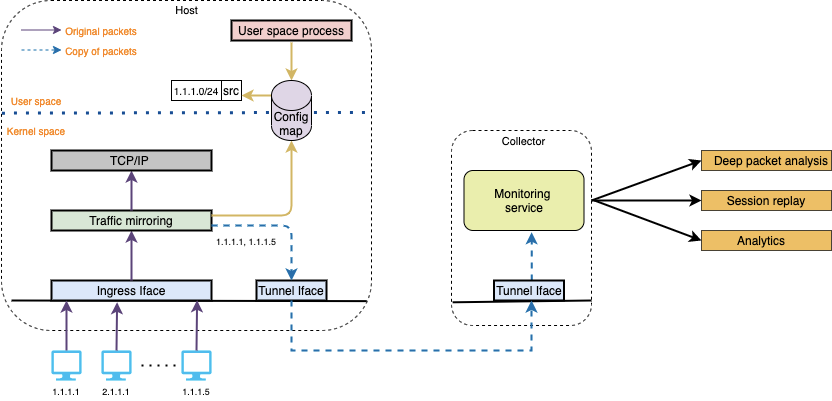 Host
Original packets
Copy of packets
User space process
1.1.1.0/24 src
Config
map
User space
Kernel space
TCP/IP
Traffic mirroring
1.1.1.1, 1.1.1.5
Ingress Iface
Tunnel Iface
1.1.1.1
2.1.1.1
1.1.1.5
Collector
Monitoring
service
Tunnel Iface
Deep packet analysis
Session replay
Analytics